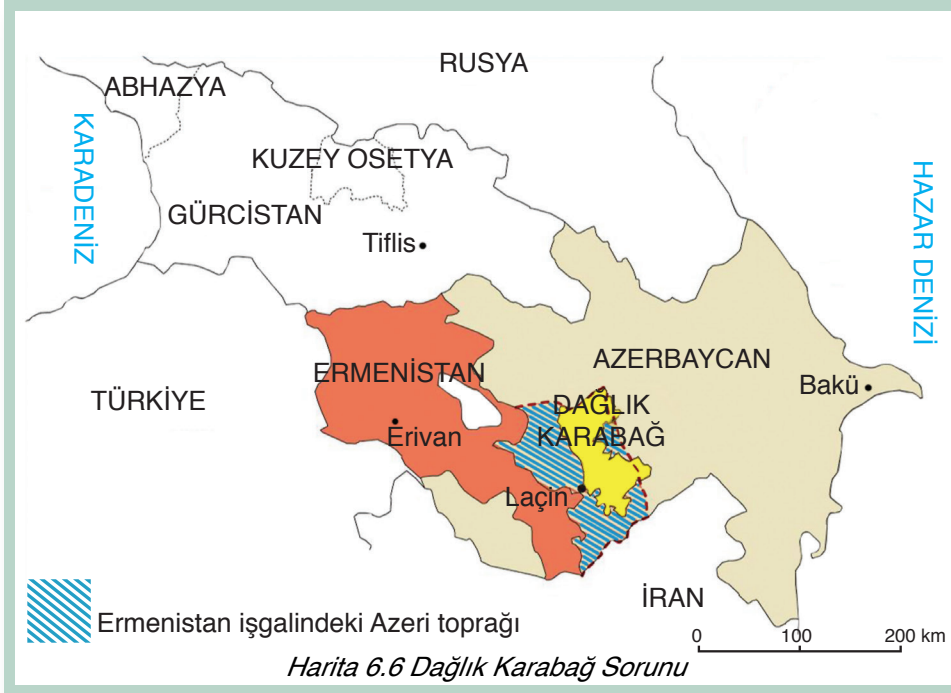 RUSYA
ABHAZYA
KARADENİZ
KUZEY OSETYA
HAZAR DENİZİ
GÜRCİSTAN
Tiflis
AZERBAYCAN
ERMENİSTAN
Bakü
TÜRKİYE
DAĞLIK
KARABAĞ
Erivan
Laçin
İRAN
Ermenistan işgalindeki Azeri toprağı
0 100 200 km
Harita 6.6 Dağlık Karabağ Sorunu